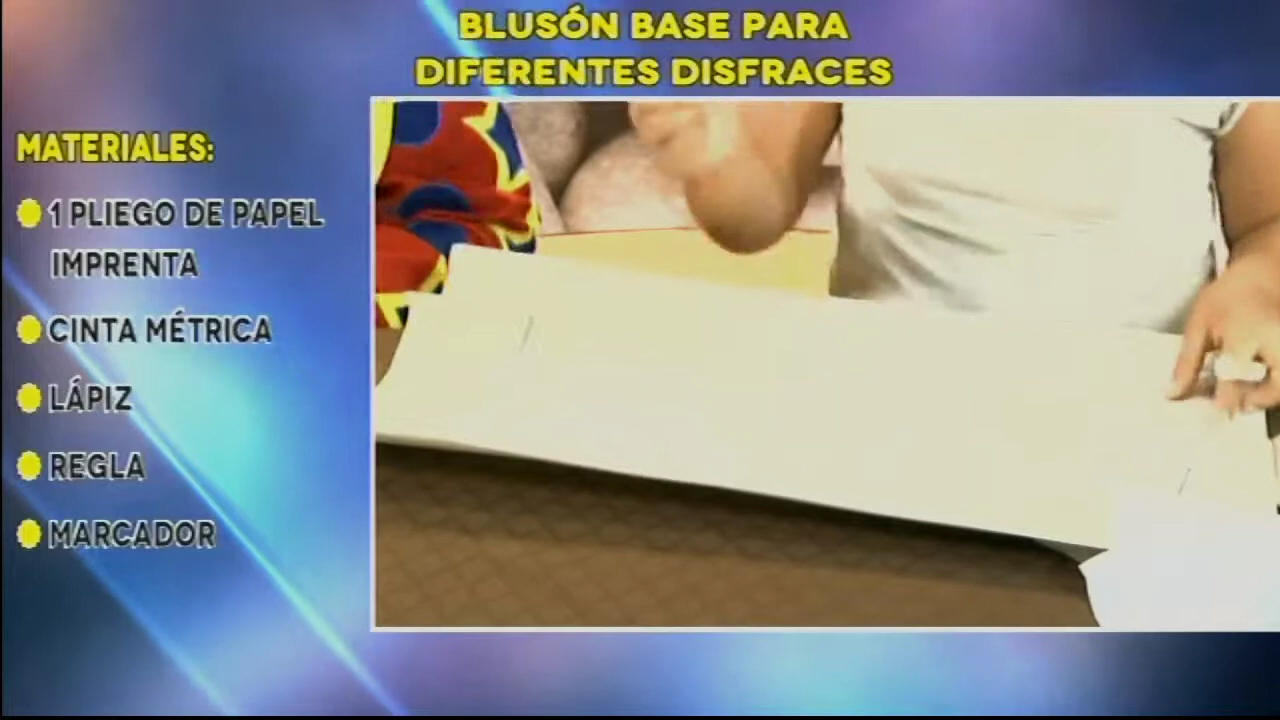 BLUSÓN BASE PARA
DIFERENTES DISFRACES
MATERIALES:
1 PLIEGO DE PAPEL
IMPRENTA
CINTA MÉTRICA
LÁPIZ
REGLA
MARCADOR